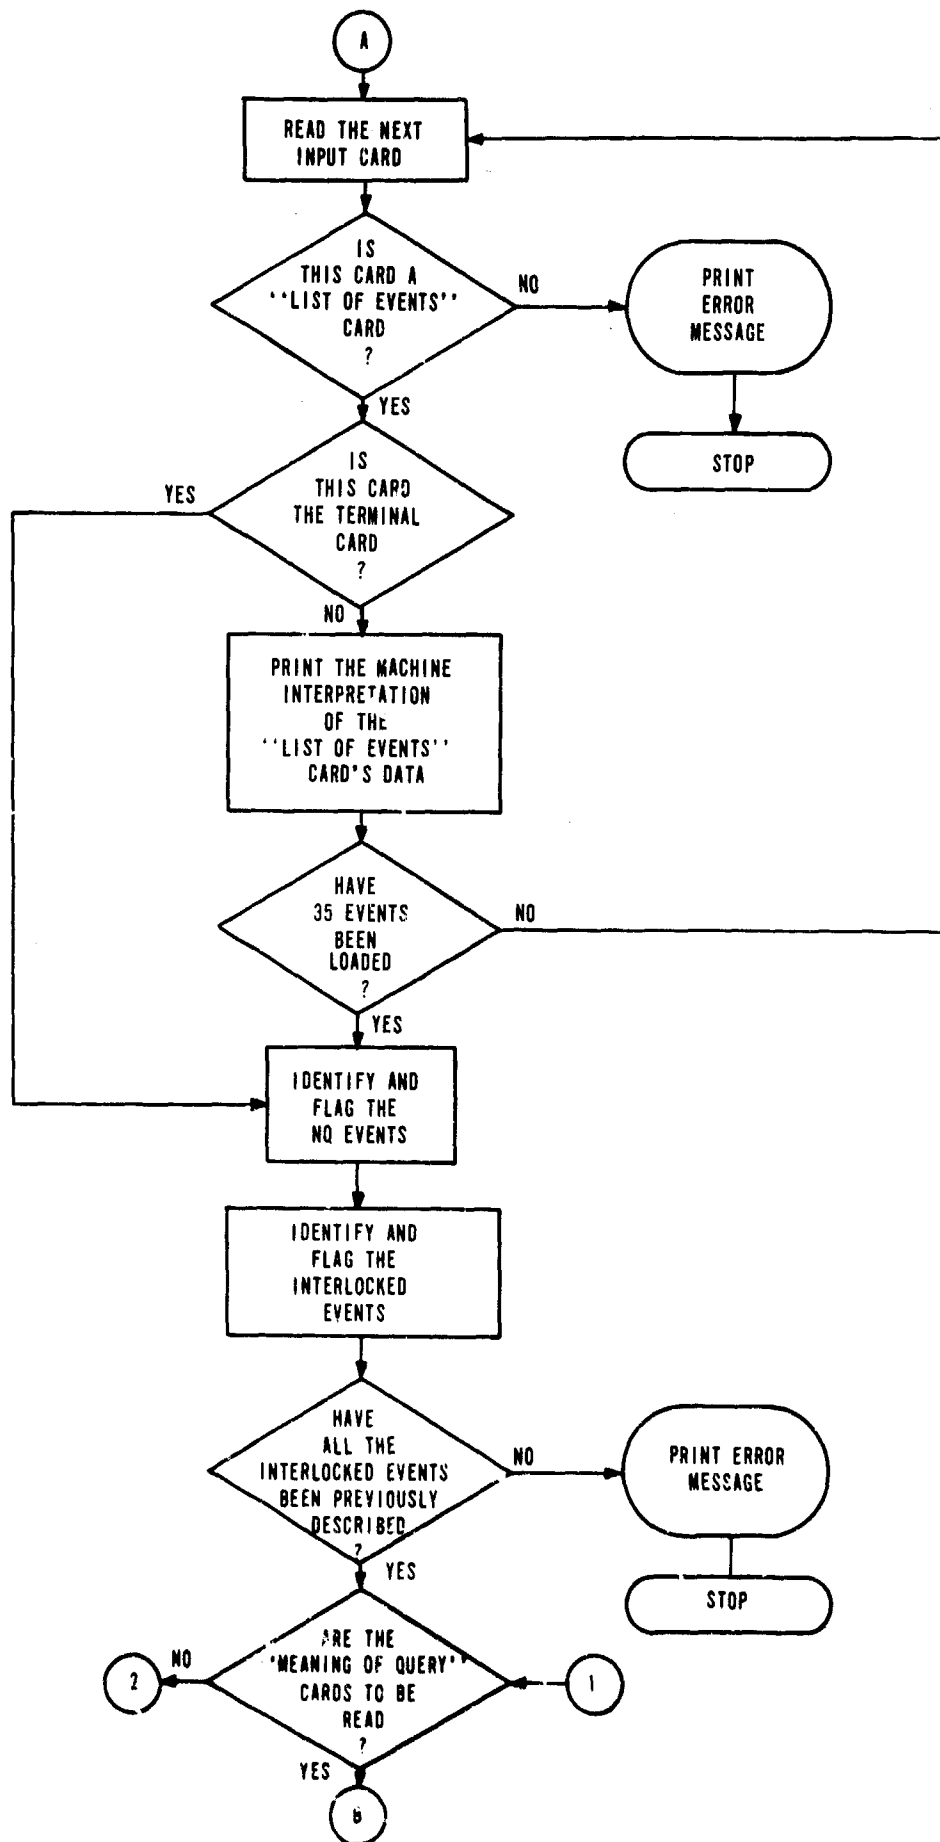 A
READ THE NEXT
INPUT CARD
IS
THIS CARD A
''LIST OF EVENTS''
CARD
?
NO
PRINT
ERROR
MESSAGE
STOP
YES
IS
THIS CARD
THE TERMINAL
CARD
?
YES
NO
PRINT THE MACHINE
INTERPRETATION
OF THE
''LIST OF EVENTS''
CARD'S DATA
HAVE
35 EVENTS
BEEN
LOADED
?
NO
YES
IDENTIFY AND
FLAG THE
NQ EVENTS
IDENTIFY AND
FLAG THE
INTERLOCKED
EVENTS
HAVE
ALL THE
INTERLOCKED EVENTS
BEEN PREVIOUSLY
DESCRIBED
?
NO
PRINT ERROR
MESSAGE
STOP
YES
ARE THE
'MEANING OF QUERY''
CARDS TO BE
READ
?
NO
2
1
YES
B